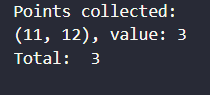 Points collected:
(11, 12), value: 3
Total:  3